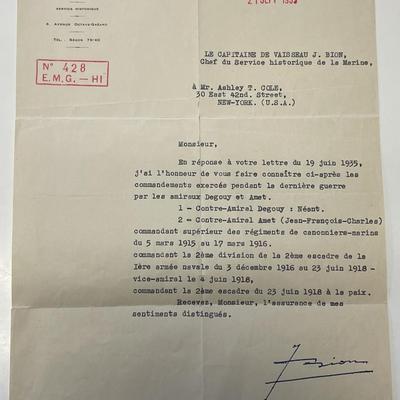 SERVICE HISTORIQUE
3, AVENUE OCTAVE-GRÉARD
TÉL. : SÉGUR 79-40
21 SEPT 1935
N° 428
E.M.G. — HI
LE CAPITAINE DE VAISSEAU J. BION,
Chef du Service historique de la Marine,
à Mr. Ashley T. COLE,
30 East 42nd. Street,
NEW-YORK. (U.S.A.)
Monsieur,
En réponse à votre lettre du 19 juin 1935,
j'ai l'honneur de vous faire connaître ci-après les
commandements exercés pendant la dernière guerre
par les amiraux Degouy et Amet.
1 - Contre-Amiral Degouy : Néant.
2 - Contre-Amiral Amet (Jean-François-Charles)
commandant supérieur des régiments de canonniers-marins
du 5 mars 1915 au 17 mars 1916.
commandant la 2ème division de la 2ème escadre de la
Ière armée navale du 3 décembre 1916 au 23 juin 1918 -
vice-amiral le 4 juin 1918,
commandant la 2ème escadre du 23 juin 1918 à la paix.
Recevez, Monsieur, l'assurance de mes
sentiments distingués.
JBion